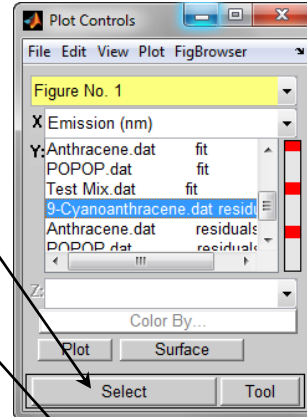 Plot Controls
File Edit View Plot FigBrowser
Figure No. 1
X Emission (nm)
Y: Anthracene.dat fit
POPOP.dat fit
Test Mix.dat fit
9-Cyanoanthracene.dat
Anthracene.dat residuals
POPOP.dat residuals
Z:
Color By...
Plot Surface
Select Tool